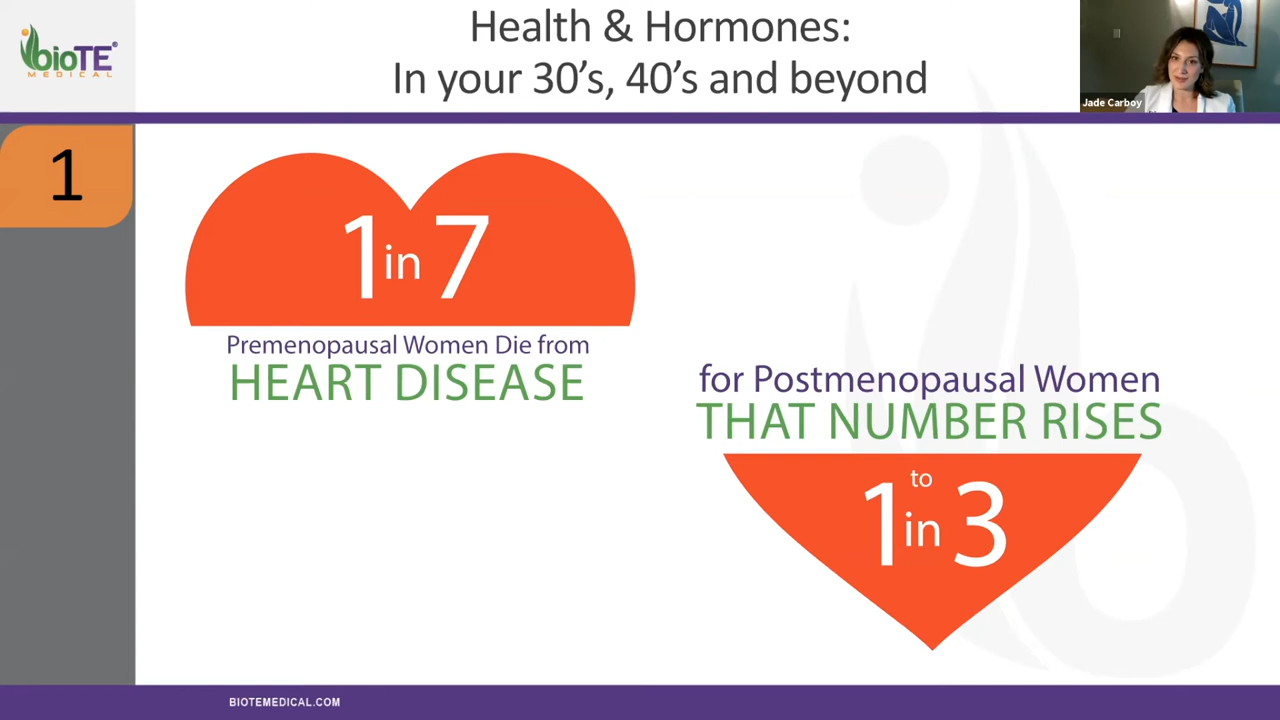 bioTE®
MEDICAL
Health & Hormones:
In your 30's, 40's and beyond
Jade Carboy
1
1 in 7
Premenopausal Women Die from
HEART DISEASE
for Postmenopausal Women
THAT NUMBER RISES
to
1 in 3
BIOTEMEDICAL.COM